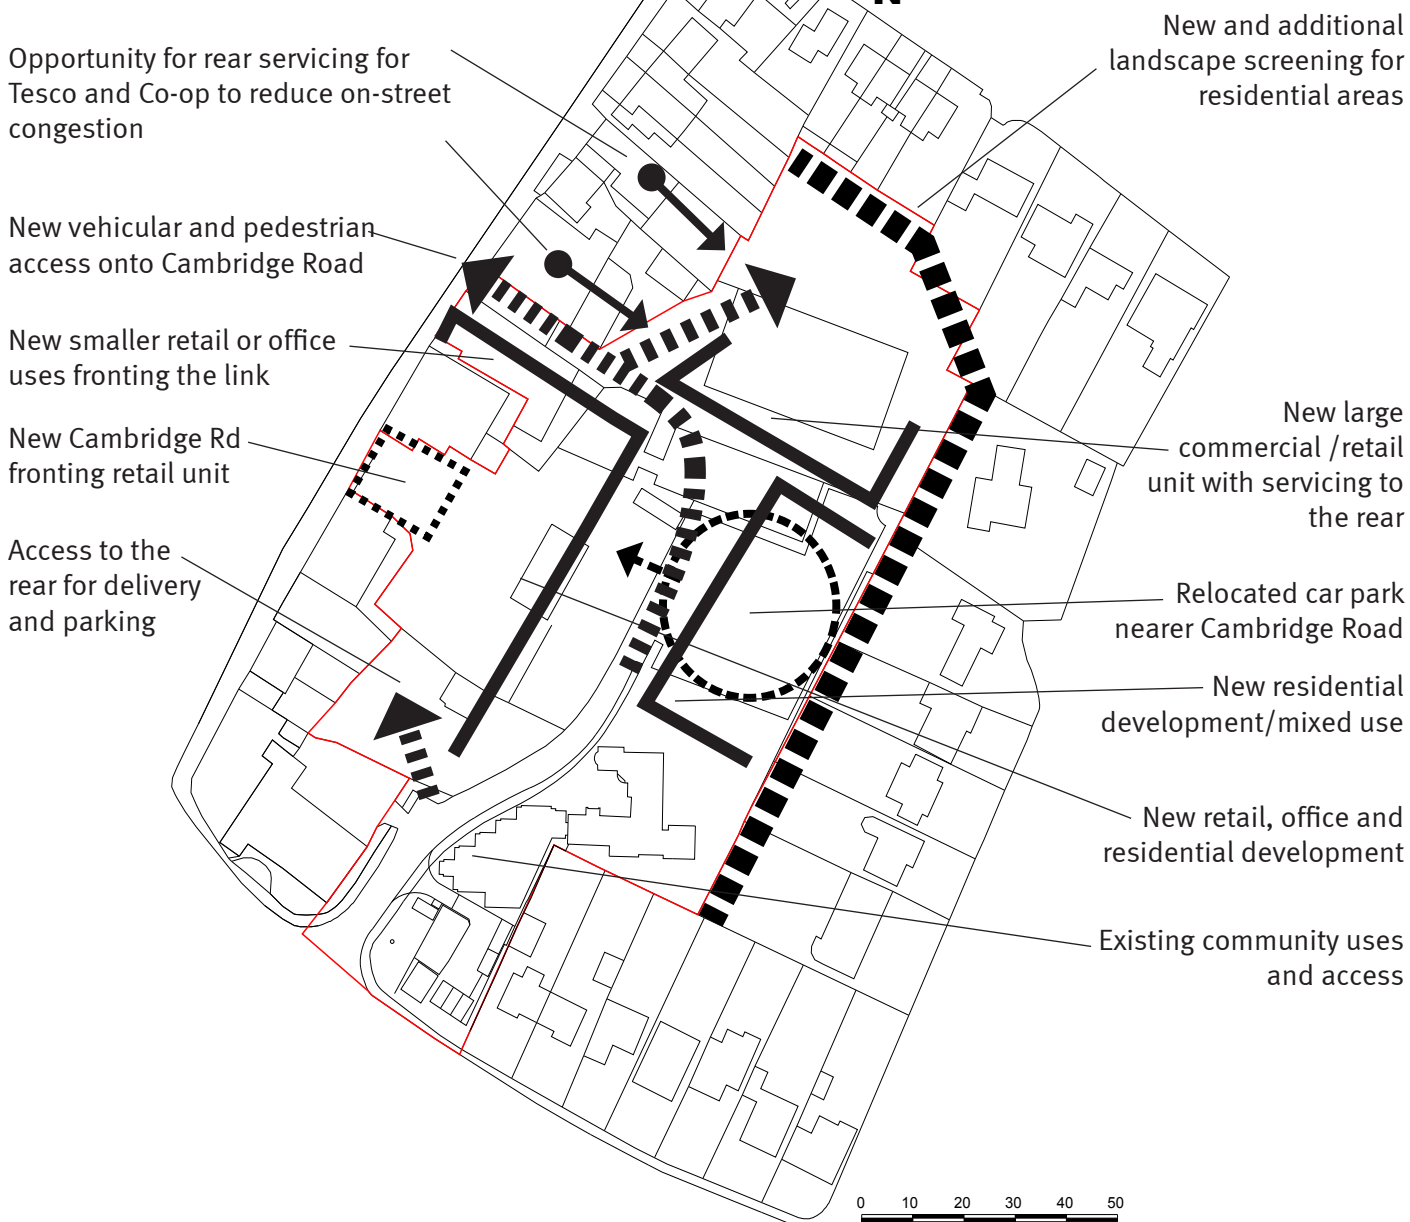 N
Opportunity for rear servicing for
Tesco and Co-op to reduce on-street
congestion
New vehicular and pedestrian
access onto Cambridge Road
New smaller retail or office
uses fronting the link
New Cambridge Rd
fronting retail unit
Access to the
rear for delivery
and parking
New and additional
landscape screening for
residential areas
New large
commercial /retail
unit with servicing to
the rear
Relocated car park
nearer Cambridge Road
New residential
development/mixed use
New retail, office and
residential development
Existing community uses
and access
0 10 20 30 40 50